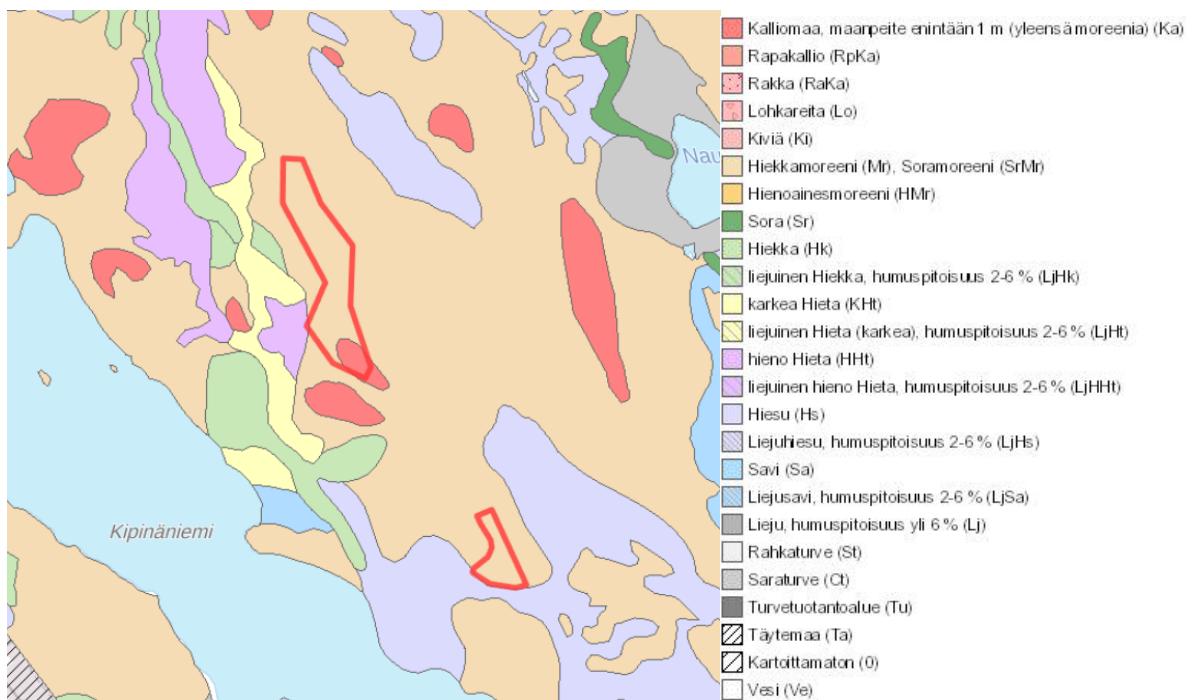 Nau
Kipinäniemi
Kalliomaa, maanpeite enintään 1 m (yleensä moreenia) (Ka)
Rapakallio (RpKa)
Rakka (RaKa)
Lohkareita (Lo)
Kiviä (Ki)
Hiekkamoreeni (Mr), Soramoreeni (SrMr)
Hienoainesmoreeni (HMr)
Sora (Sr)
Hiekka (Hk)
liejuinen Hiekka, humuspitoisuus 2-6 % (LjHk)
karkea Hieta (KHt)
liejuinen Hieta (karkea), humuspitoisuus 2-6 % (LjHt)
hieno Hieta (HHt)
liejuinen hieno Hieta, humuspitoisuus 2-6 % (LjHHt)
Hiesu (Hs)
Liejuhiesu, humuspitoisuus 2-6 % (LjHs)
Savi (Sa)
Liejusavi, humuspitoisuus 2-6 % (LjSa)
Lieju, humuspitoisuus yli 6 % (Lj)
Rahkaturve (St)
Saraturve (Ct)
Turvetuotantoalue (Tu)
Täytemaa (Ta)
Kartoittamaton (0)
Vesi (Ve)